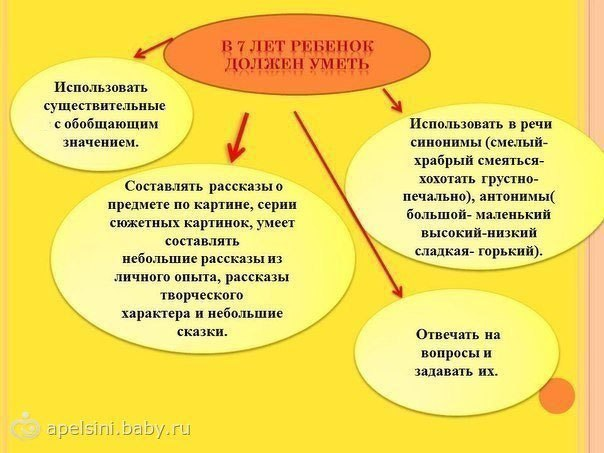 В 7 ЛЕТ РЕБЕНОК
ДОЛЖЕН УМЕТЬ
Использовать
существительные
с обобщающим
значением.
Использовать в речи
синонимы (смелый-
храбрый смеяться-
хохотать грустно-
печально), антонимы(
большой- маленький
высокий-низкий
сладкая- горький).
Составлять рассказы о
предмете по картине, серии
сюжетных картинок, умеет
составлять
небольшие рассказы из
личного опыта, рассказы
творческого
характера и небольшие
сказки.
Отвечать на
вопросы и
задавать их.
apelsini.baby.ru